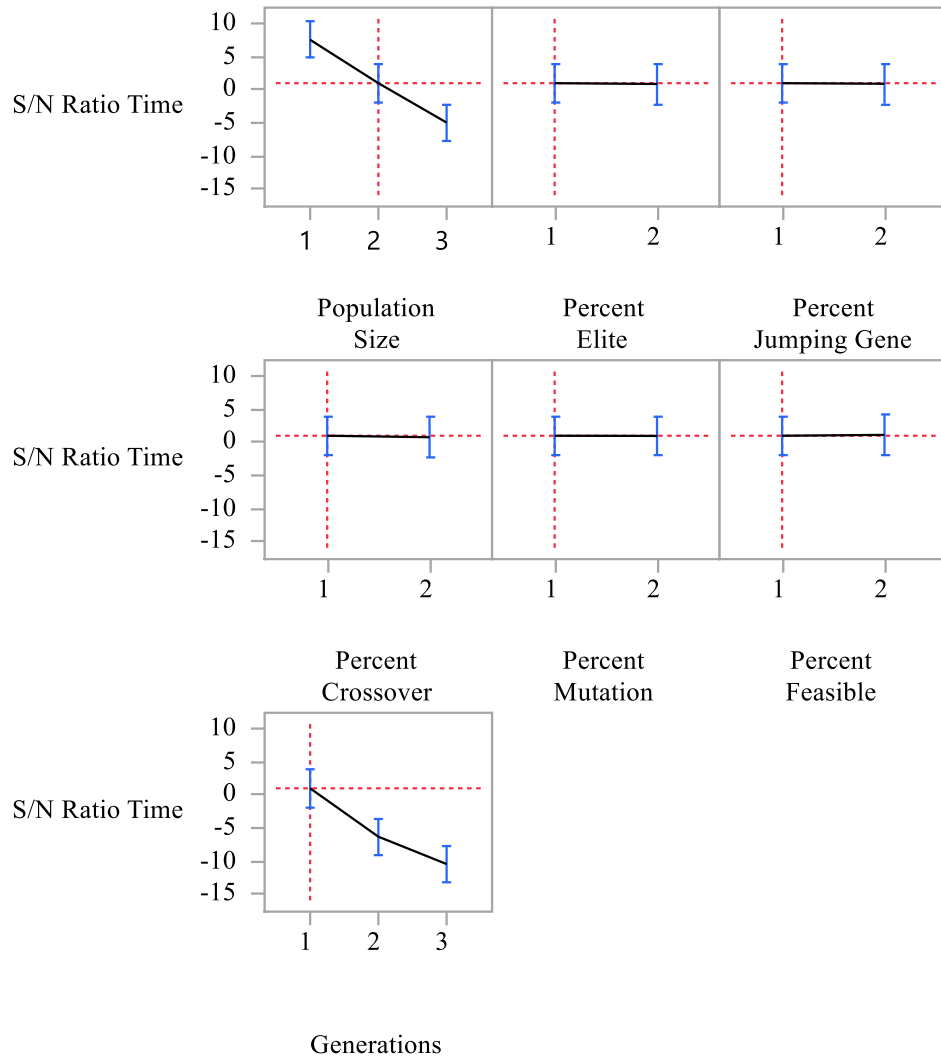 10
5
0
-5
-10
-15
S/N Ratio Time
1 2 3 1 2 1 2
Population Size
Percent Elite
Percent Jumping Gene
10
5
0
-5
-10
-15
S/N Ratio Time
1 2 1 2 1 2
Percent Crossover
Percent Mutation
Percent Feasible
10
5
0
-5
-10
-15
S/N Ratio Time
1 2 3
Generations